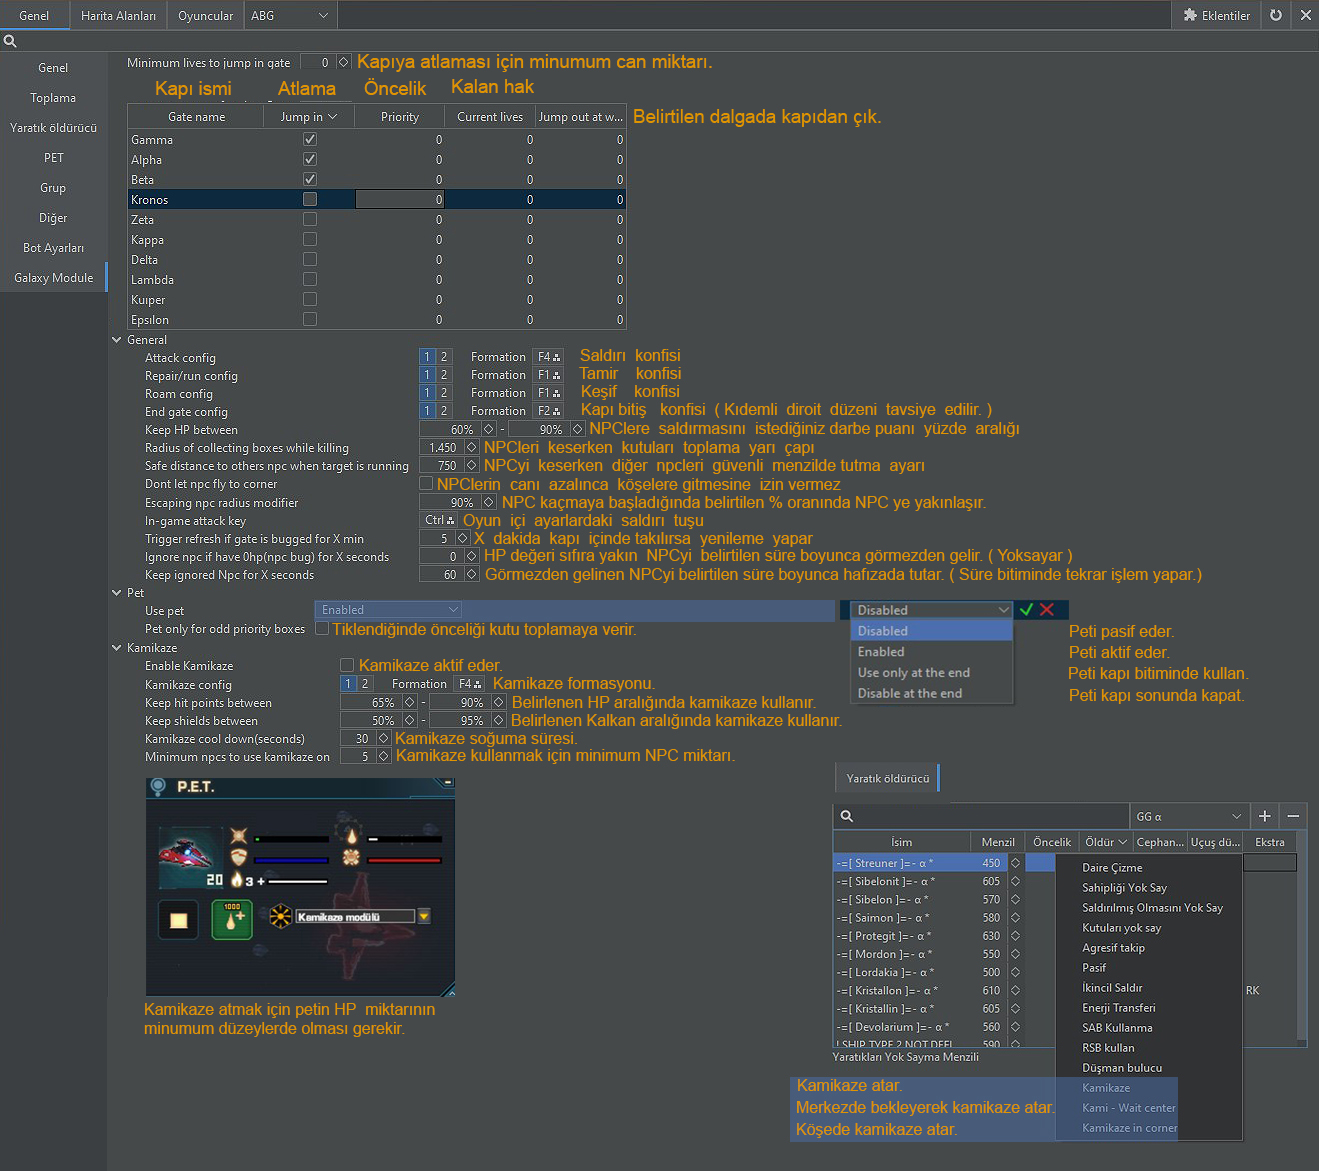 Genel Harita Alanları Oyuncular ABG Eklentiler
Genel
Toplama
Yaratık öldürücü
PET
Grup
Diğer
Bot Ayarları
Galaxy Module
Minimum lives to jump in gate 0 Kapıya atlaması için minumum can miktarı.
Kapı ismi Atlama Öncelik Kalan hak
Gate name Jump in Priority Current lives Jump out at w... Belirtilen dalgada kapıdan çık.
Gamma 0 0 0
Alpha 0 0 0
Beta 0 0 0
Kronos 0 0 0
Zeta 0 0 0
Kappa 0 0 0
Delta 0 0 0
Lambda 0 0 0
Kuiper 0 0 0
Epsilon 0 0 0
General
Attack config 1 2 Formation F4 Saldırı konfisi
Repair/run config 1 2 Formation F1 Tamir konfisi
Roam config 1 2 Formation F1 Keşif konfisi
End gate config 1 2 Formation F2 Kapı bitiş konfisi ( Kıdemli diroit düzeni tavsiye edilir. )
Keep HP between 60% - 90% NPClere saldırmasını istediğiniz darbe puanı yüzde aralığı
Radius of collecting boxes while killing 1.450 NPCleri keserken kutuları toplama yarı çapı
Safe distance to others npc when target is running 750 NPCyi keserken diğer npcleri güvenli menzilde tutma ayarı
Dont let npc fly to corner NPClerin canı azalınca köşelere gitmesine izin vermez
Escaping npc radius modifier 90% NPC kaçmaya başladığında belirtilen % oranında NPC ye yakınlaşır.
In-game attack key Ctrl Oyun içi ayarlardaki saldırı tuşu
Trigger refresh if gate is bugged for X min 5 X dakida kapı içinde takılırsa yenileme yapar
Ignore npc if have 0hp(npc bug) for X seconds 0 HP değeri sıfıra yakın NPCyi belirtilen süre boyunca görmezden gelir. ( Yoksayar )
Keep ignored Npc for X seconds 60 Görmezden gelinen NPCyi belirtilen süre boyunca hafızada tutar. ( Süre bitiminde tekrar işlem yapar.)
Pet
Use pet Enabled Disabled
Pet only for odd priority boxes Tiklendiğinde önceliği kutu toplamaya verir.
Disabled Peti pasif eder.
Enabled Peti aktif eder.
Use only at the end Peti kapı bitiminde kullan.
Disable at the end Peti kapı sonunda kapat.
Kamikaze
Enable Kamikaze Kamikaze aktif eder.
Kamikaze config 1 2 Formation F4 Kamikaze formasyonu.
Keep hit points between 65% - 90% Belirlenen HP aralığında kamikaze kullanır.
Keep shields between 50% - 95% Belirlenen Kalkan aralığında kamikaze kullanır.
Kamikaze cool down(seconds) 30 Kamikaze soğuma süresi.
Minimum npcs to use kamikaze on 5 Kamikaze kullanmak için minimum NPC miktarı.
P.E.T.
20 3 +
1000
Kamikaze modülü
Kamikaze atmak için petin HP miktarının
minumum düzeylerde olması gerekir.
Yaratık öldürücü
GG α
İsim Menzil Öncelik Öldür Cephan... Uçuş dü... Ekstra
-=[ Streuner ]=- α * 450
-=[ Sibelonit ]=- α * 605
-=[ Sibelon ]=- α * 570
-=[ Saimon ]=- α * 580
-=[ Protegit ]=- α * 630
-=[ Mordon ]=- α * 550
-=[ Lordakia ]=- α * 500
-=[ Kristallon ]=- α * 610 RK
-=[ Kristallin ]=- α * 605
-=[ Devolarium ]=- α * 560
590
Yaratıkları Yok Sayma Menzili
Daire Çizme
Sahipliği Yok Say
Saldırılmış Olmasını Yok Say
Kutuları yok say
Agresif takip
Pasif
İkincil Saldır
Enerji Transferi
SAB Kullanma
RSB kullan
Düşman bulucu
Kamikaze atar. Kamikaze
Merkezde bekleyerek kamikaze atar. Kami - Wait center
Köşede kamikaze atar. Kamikaze in corner